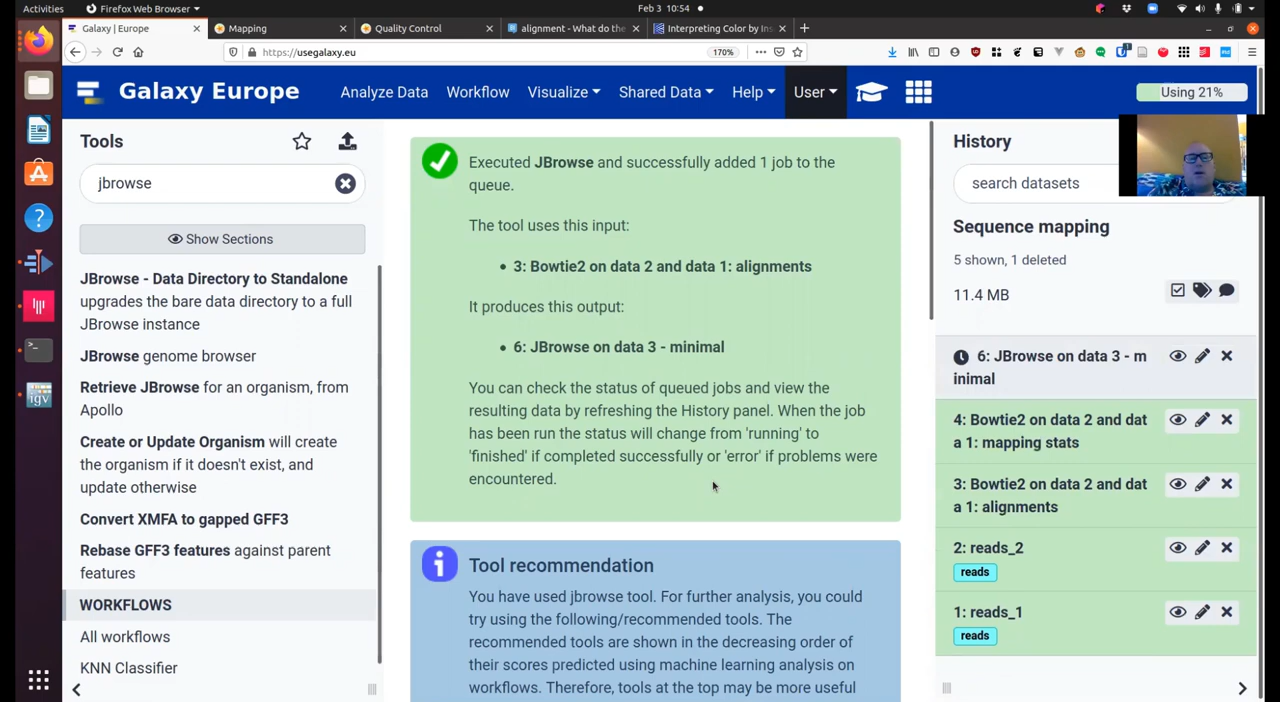 Activities
Firefox Web Browser
Feb 3 10:54
Galaxy | Europe
Mapping
Quality Control
alignment - What do the
Interpreting Color by Ins
https://usegalaxy.eu
170%
Galaxy Europe
Analyze Data
Workflow
Visualize
Shared Data
Help
User
Using 21%
Tools
jbrowse
Show Sections
JBrowse - Data Directory to Standalone
upgrades the bare data directory to a full
JBrowse instance
JBrowse genome browser
Retrieve JBrowse for an organism, from
Apollo
Create or Update Organism will create
the organism if it doesn't exist, and
update otherwise
Convert XMFA to gapped GFF3
Rebase GFF3 features against parent
features
WORKFLOWS
All workflows
KNN Classifier
Executed JBrowse and successfully added 1 job to the
queue.
The tool uses this input:
• 3: Bowtie2 on data 2 and data 1: alignments
It produces this output:
• 6: JBrowse on data 3 - minimal
You can check the status of queued jobs and view the
resulting data by refreshing the History panel. When the job
has been run the status will change from 'running' to
'finished' if completed successfully or 'error' if problems were
encountered.
Tool recommendation
You have used jbrowse tool. For further analysis, you could
try using the following/recommended tools. The
recommended tools are shown in the decreasing order of
their scores predicted using machine learning analysis on
workflows. Therefore, tools at the top may be more useful
History
search datasets
Sequence mapping
5 shown, 1 deleted
11.4 MB
6: JBrowse on data 3 - m
inimal
4: Bowtie2 on data 2 and dat
a 1: mapping stats
3: Bowtie2 on data 2 and dat
a 1: alignments
2: reads_2
reads
1: reads_1
reads
igv